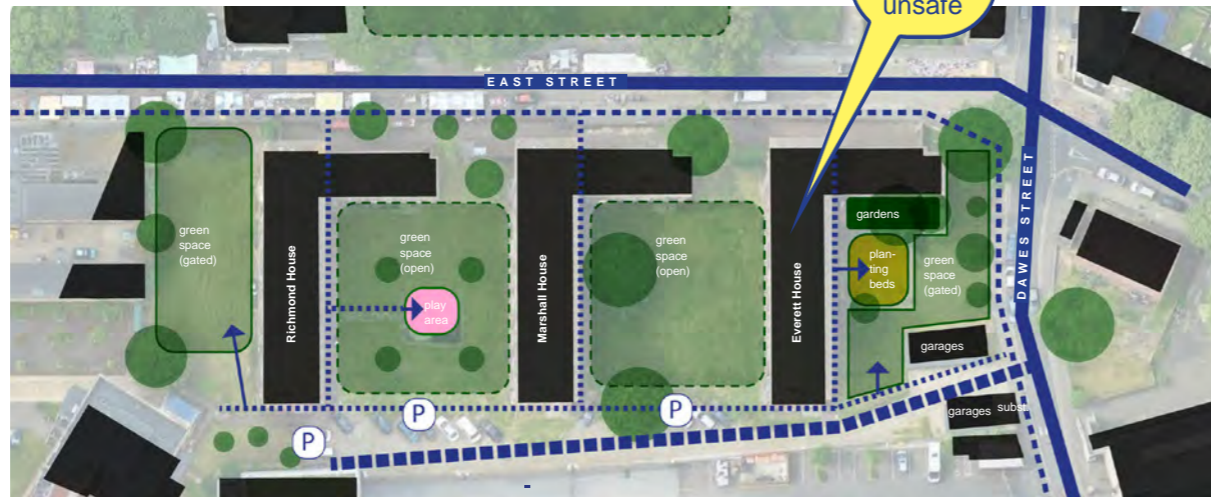 unsafe
EAST STREET
DAWES STREET
green
space
(gated)
Richmond House
green
space
(open)
play
area
Marshall House
green
space
(open)
Everett House
gardens
plan-
ting
beds
green
space
(gated)
garages
garages subst
P
P
P